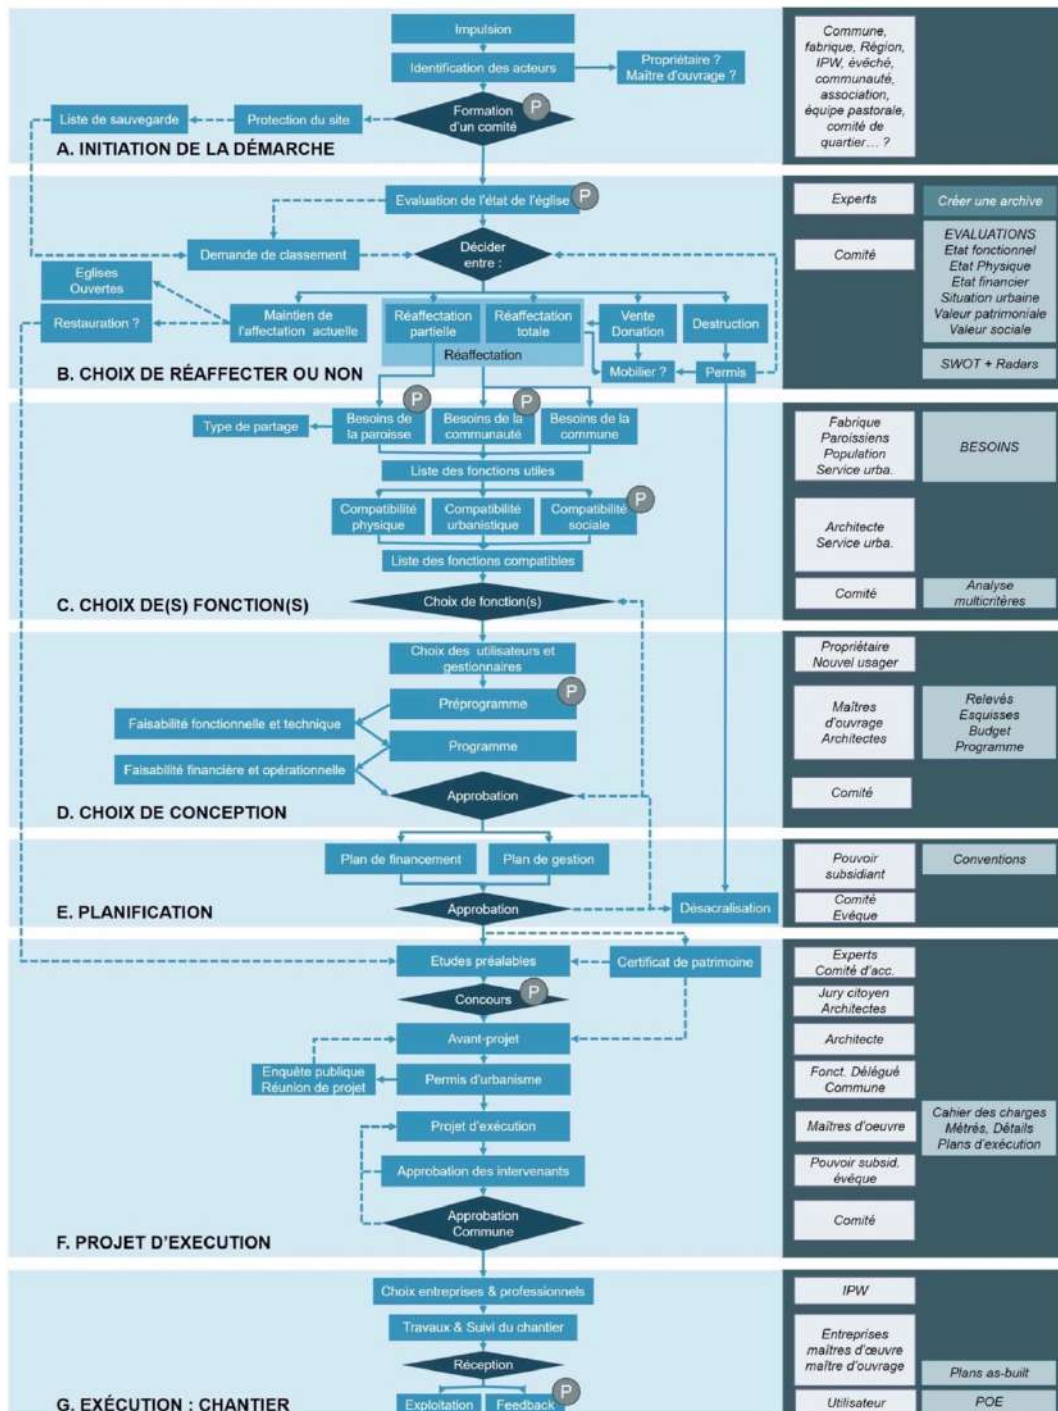 Impulsion
Identification des acteurs
Propriétaire ?
Maître d'ouvrage ?
Formation
d'un comité
P
Protection du site
Liste de sauvegarde
A. INITIATION DE LA DÉMARCHE
Commune,
fabrique, Région,
IPW, évêché,
communauté,
association,
équipe pastorale,
comité de
quartier… ?
Evaluation de l'état de l'église
P
Demande de classement
Décider
entre :
Eglises
Ouvertes
Restauration ?
Maintien de
l'affectation actuelle
Réaffectation
partielle
Réaffectation
totale
Réaffectation
Vente
Donation
Destruction
Mobilier ?
Permis
B. CHOIX DE RÉAFFECTER OU NON
Experts
Créer une archive
Comité
EVALUATIONS
Etat fonctionnel
Etat Physique
Etat financier
Situation urbaine
Valeur patrimoniale
Valeur sociale
SWOT + Radars
Type de partage
Besoins de
la paroisse
P
Besoins de la
communauté
P
Besoins de la
commune
Liste des fonctions utiles
Compatibilité
physique
Compatibilité
urbanistique
Compatibilité
sociale
P
Liste des fonctions compatibles
Choix de fonction(s)
C. CHOIX DE(S) FONCTION(S)
Fabrique
Paroissiens
Population
Service urba.
BESOINS
Architecte
Service urba.
Comité
Analyse
multicritères
Choix des utilisateurs et
gestionnaires
Préprogramme
P
Faisabilité fonctionnelle et technique
Programme
Faisabilité financière et opérationnelle
Approbation
D. CHOIX DE CONCEPTION
Propriétaire
Nouvel usager
Maîtres
d'ouvrage
Architectes
Relevés
Esquisses
Budget
Programme
Comité
Plan de financement
Plan de gestion
Approbation
Désacralisation
E. PLANIFICATION
Pouvoir
subsidiant
Conventions
Comité
Evéque
Etudes préalables
Certificat de patrimoine
Concours
P
Avant-projet
Enquête publique
Réunion de projet
Permis d'urbanisme
Projet d'exécution
Approbation des intervenants
Approbation
Commune
F. PROJET D'EXECUTION
Experts
Comité d'acc.
Jury citoyen
Architectes
Architecte
Fonct. Délégué
Commune
Maîtres d'oeuvre
Cahier des charges
Métrés, Détails
Plans d'exécution
Pouvoir subsid.
évéque
Comité
Choix entreprises & professionnels
Travaux & Suivi du chantier
Réception
Exploitation
Feedback
P
G. EXÉCUTION : CHANTIER
IPW
Entreprises
maîtres d'œuvre
maître d'ouvrage
Plans as-built
Utilisateur
POE